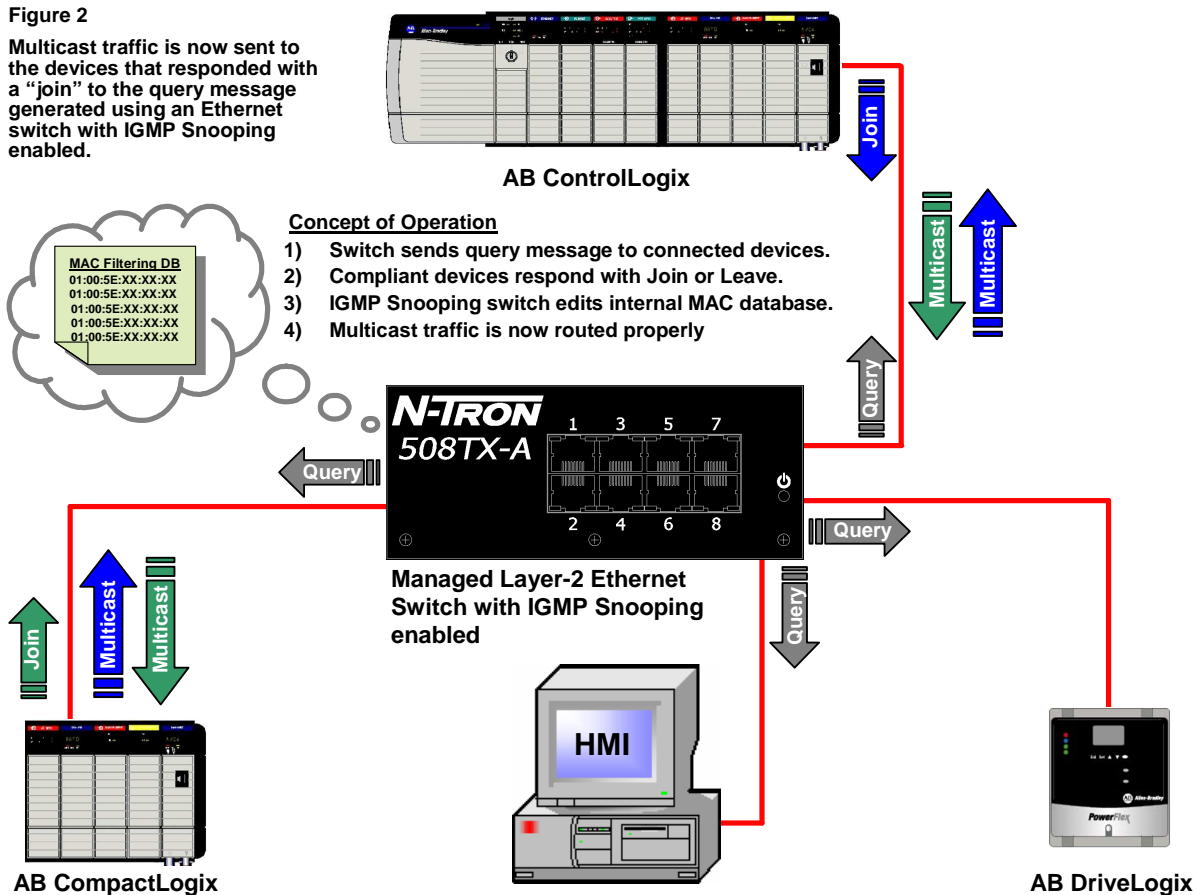 Figure 2
Multicast traffic is now sent to
the devices that responded with
a “join” to the query message
generated using an Ethernet
switch with IGMP Snooping
enabled.
Allen-Bradley
AB ControlLogix
Join
Multicast
Multicast
Query
MAC Filtering DB
01:00:5E:XX:XX:XX
01:00:5E:XX:XX:XX
01:00:5E:XX:XX:XX
01:00:5E:XX:XX:XX
01:00:5E:XX:XX:XX
Concept of Operation
1) Switch sends query message to connected devices.
2) Compliant devices respond with Join or Leave.
3) IGMP Snooping switch edits internal MAC database.
4) Multicast traffic is now routed properly
N-TRON
508TX-A
1 3 5 7
2 4 6 8
Query
Query
Query
Managed Layer-2 Ethernet
Switch with IGMP Snooping
enabled
Join
Multicast
Multicast
HMI
AB Allen-Bradley
PowerFlex
AB CompactLogix
AB DriveLogix